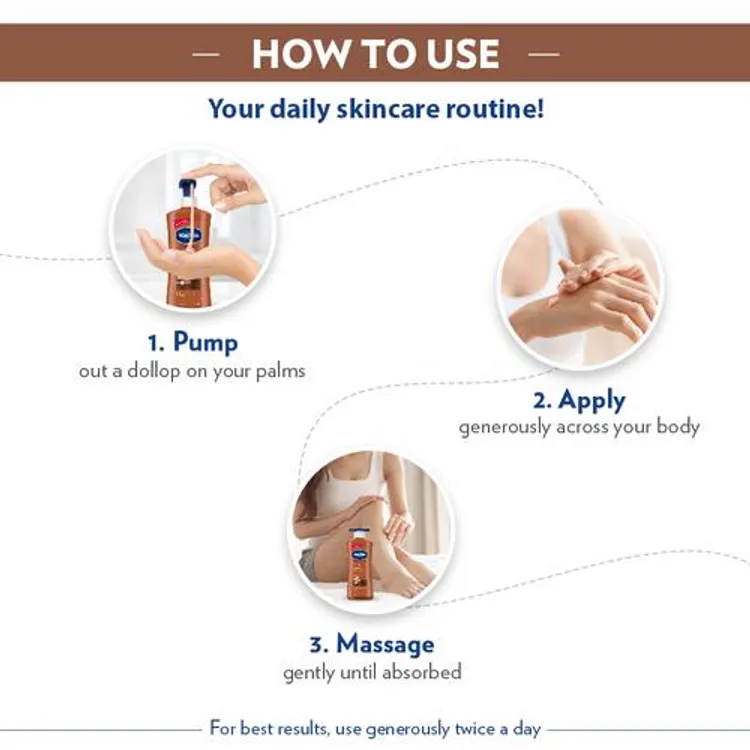 HOW TO USE
Your daily skincare routine!
1. Pump
out a dollop on your palms
2. Apply
generously across your body
3. Massage
gently until absorbed
For best results, use generously twice a day